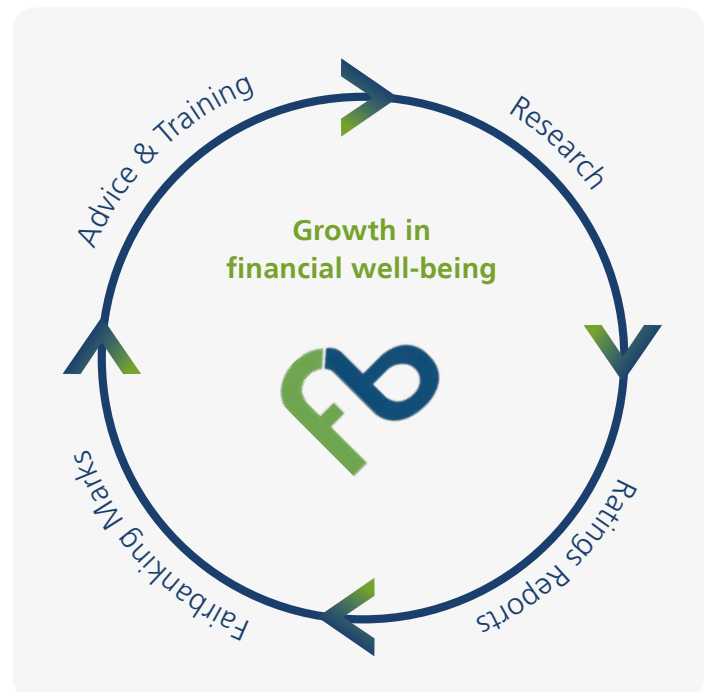 Advice & Training
Research
Growth in
financial well-being
Ratings Reports
Fairbanking Marks